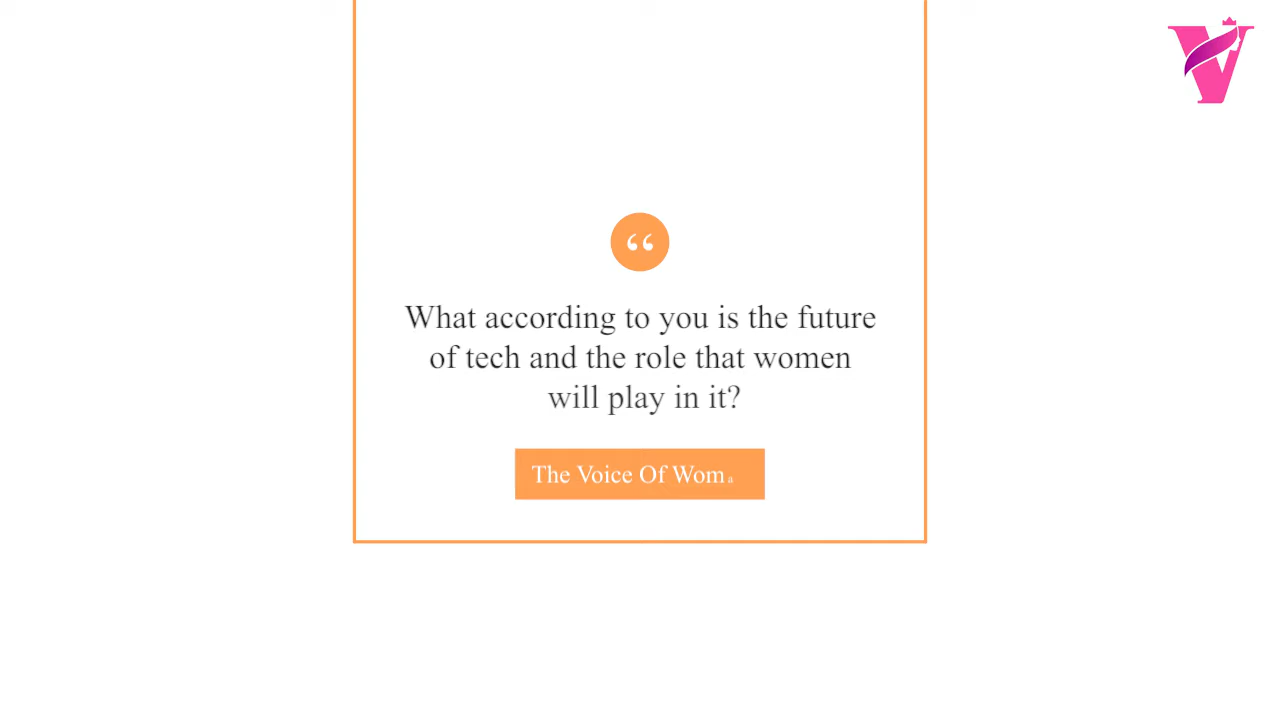 “
What according to you is the future
of tech and the role that women
will play in it?
The Voice Of Woma